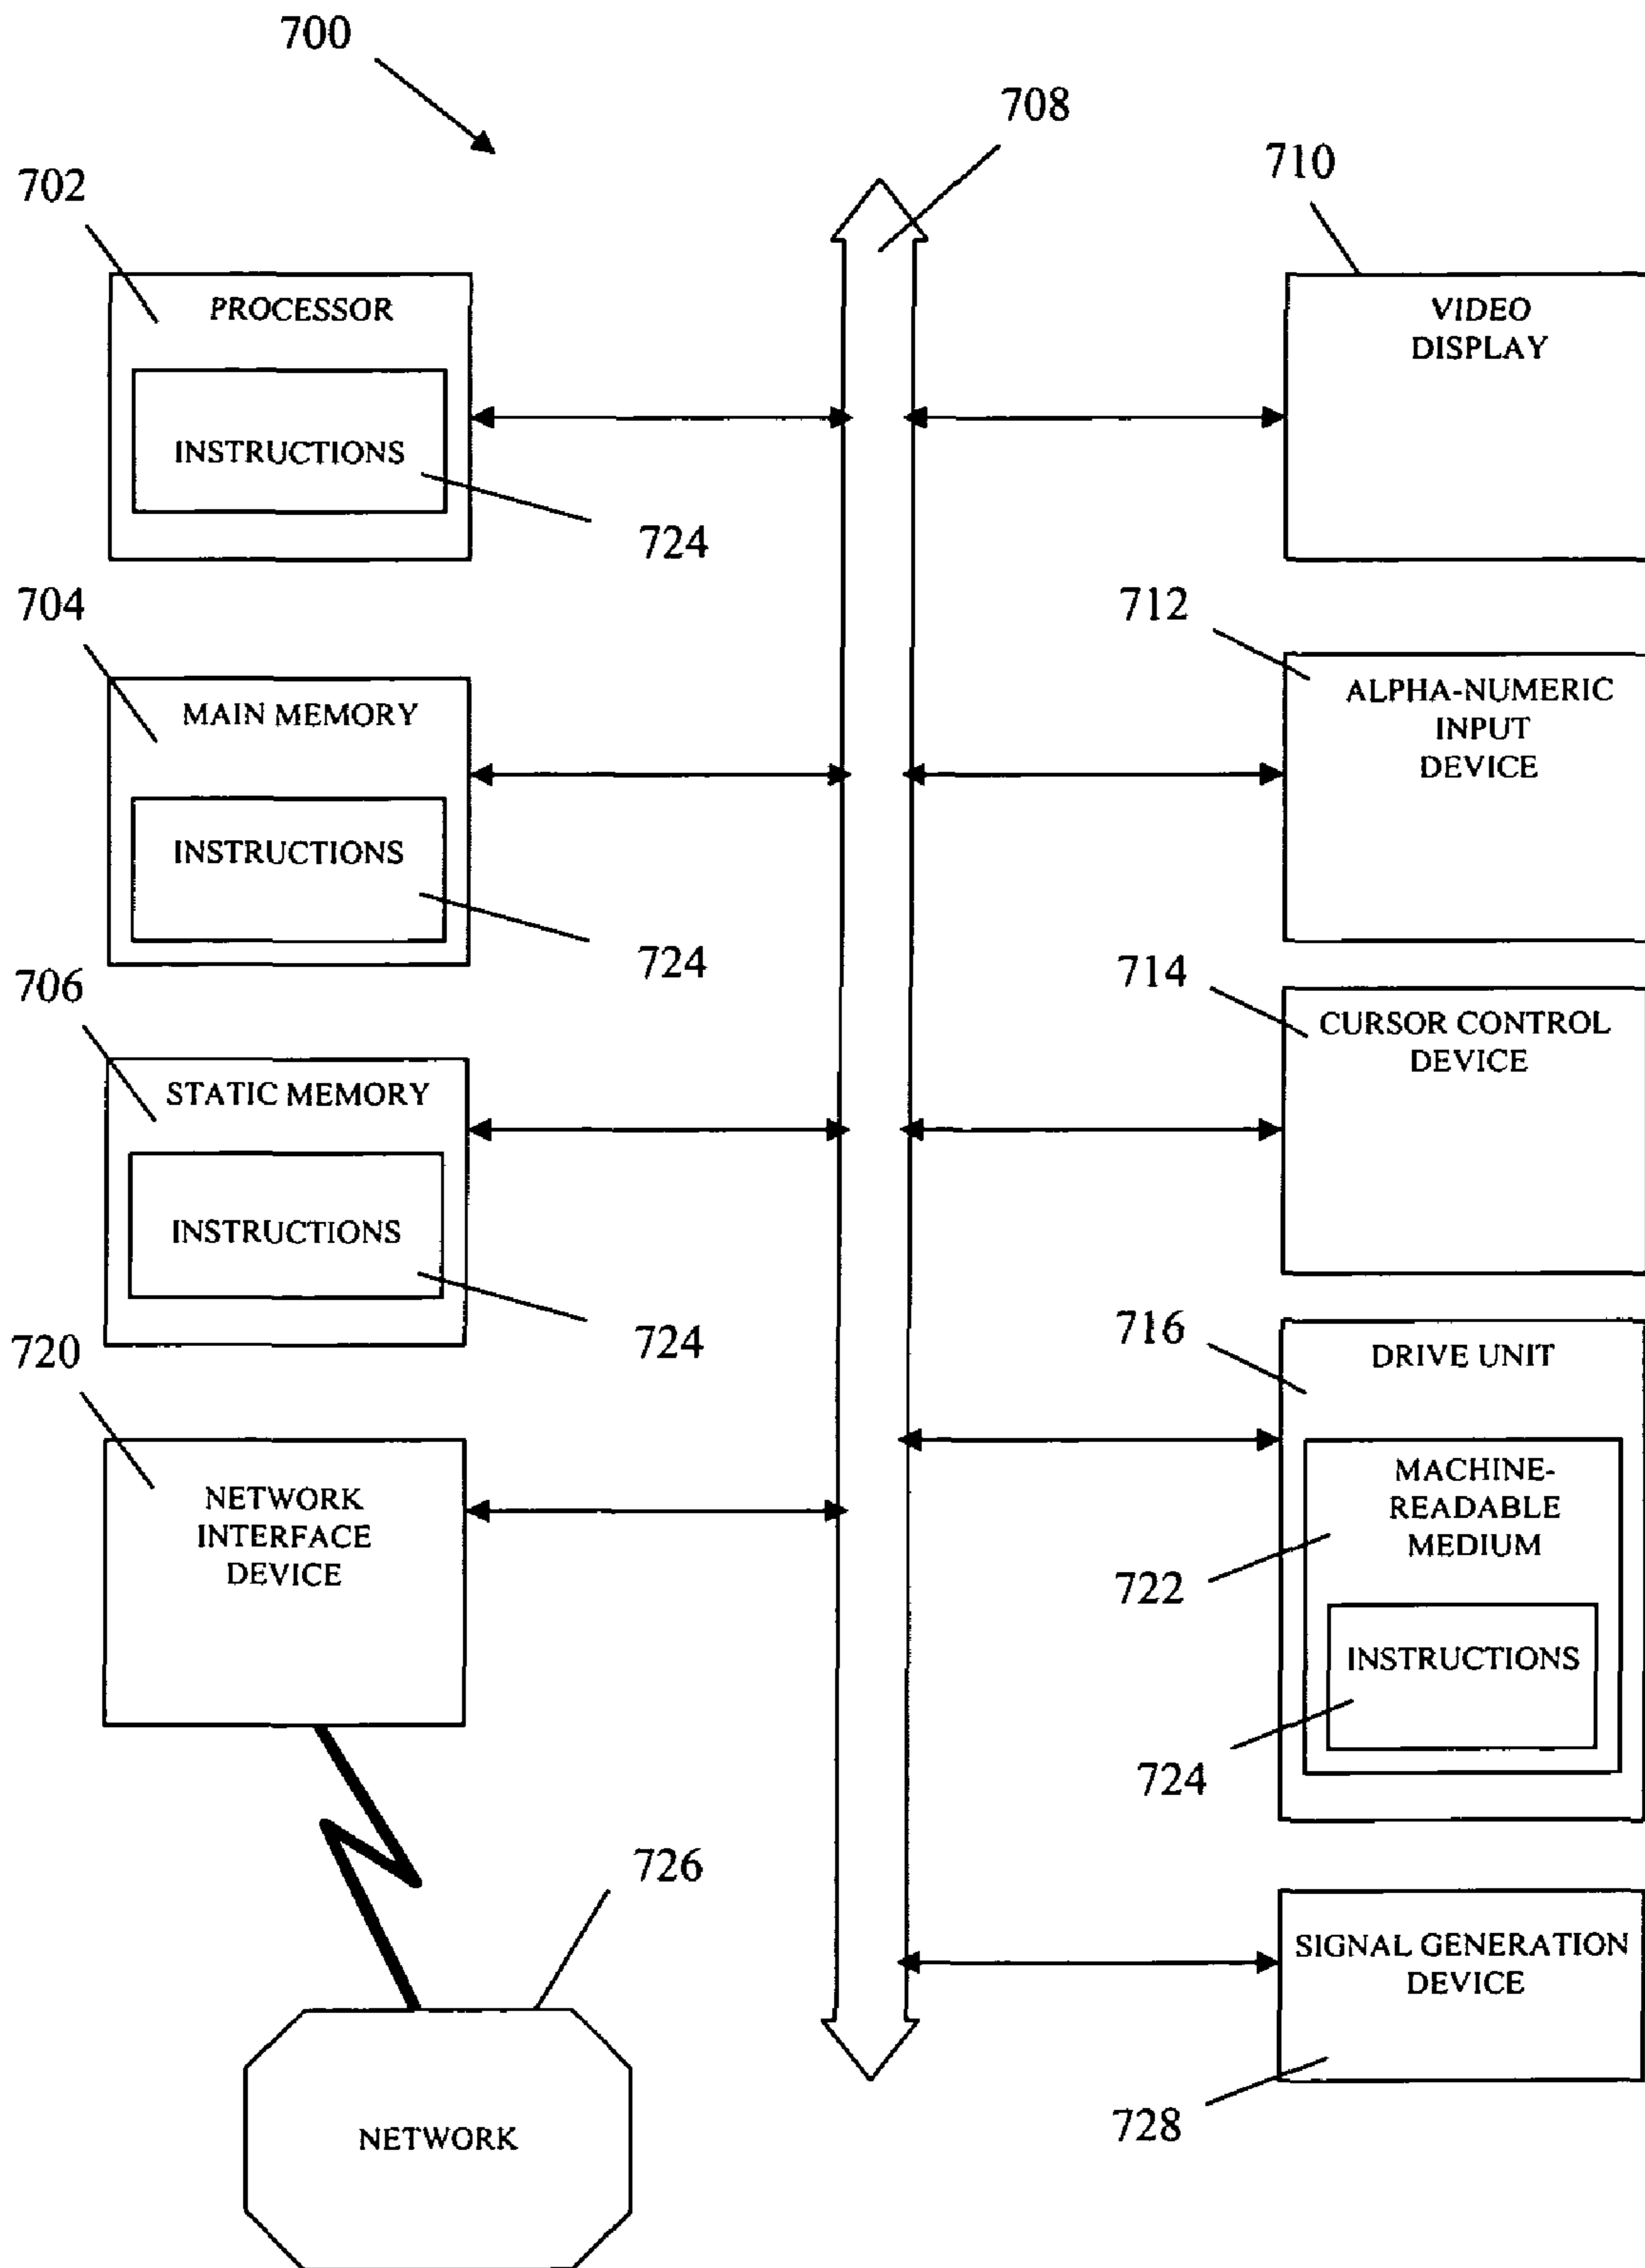 700
708
702
710
PROCESSOR
INSTRUCTIONS
724
VIDEO
DISPLAY
704
MAIN MEMORY
INSTRUCTIONS
724
712
ALPHA-NUMERIC
INPUT
DEVICE
706
STATIC MEMORY
INSTRUCTIONS
724
714
CURSOR CONTROL
DEVICE
720
NETWORK
INTERFACE
DEVICE
716
DRIVE UNIT
MACHINE-
READABLE
MEDIUM
722
INSTRUCTIONS
724
726
NETWORK
SIGNAL GENERATION
DEVICE
728